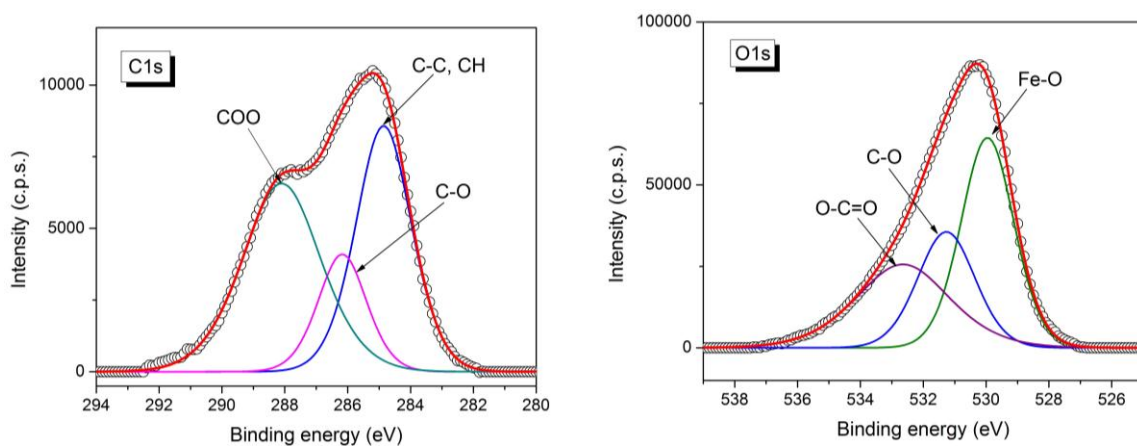 C1s
COO
C-C, CH
C-O
10000
5000
0
Intensity (c.p.s.)
294 292 290 288 286 284 282 280
Binding energy (eV)
O1s
Fe-O
C-O
O-C=O
100000
50000
0
Intensity (c.p.s.)
538 536 534 532 530 528 526
Binding energy (eV)